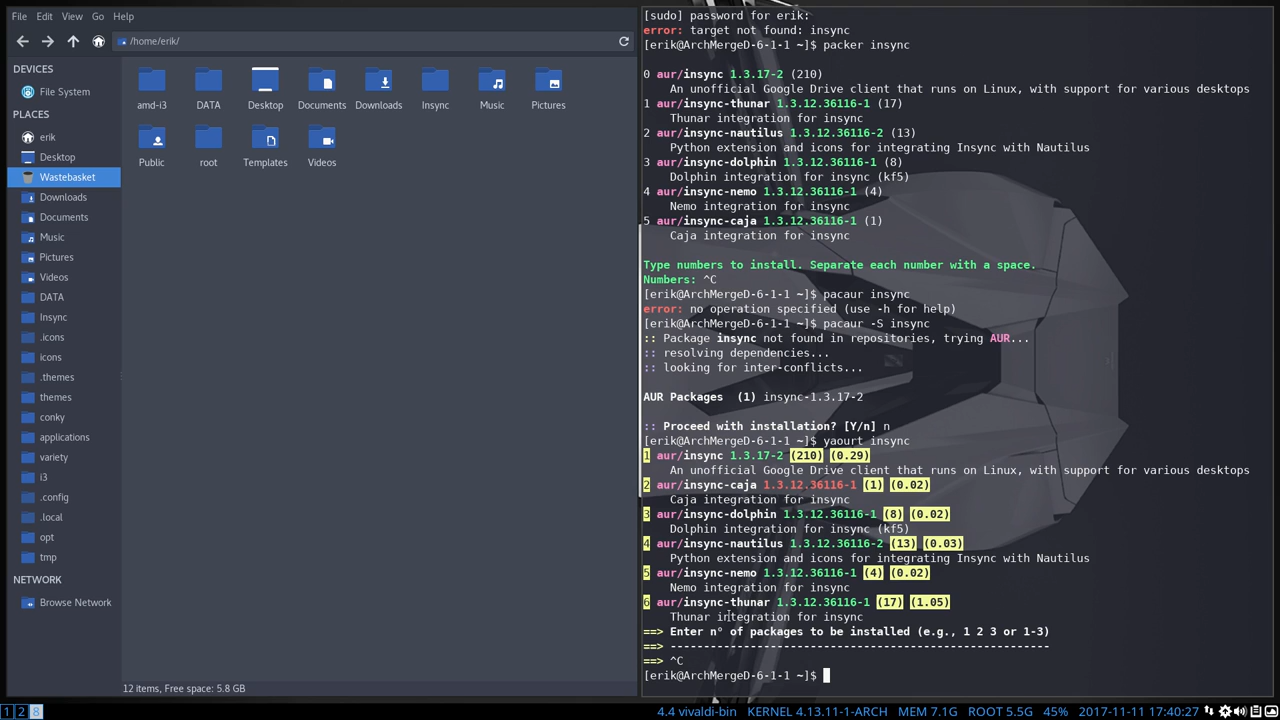 File Edit View Go Help
/home/erik/
DEVICES
File System
PLACES
erik
Desktop
Wastebasket
Downloads
Documents
Music
Pictures
Videos
DATA
Insync
.icons
icons
.themes
themes
conky
applications
variety
i3
.config
.local
opt
tmp
NETWORK
Browse Network
amd-i3 DATA Desktop Documents Downloads Insync Music Pictures
Public root Templates Videos
12 items, Free space: 5.8 GB
[sudo] password for erik:
error: target not found: insync
[erik@ArchMergeD-6-1-1 ~]$ packer insync
0 aur/insync 1.3.17-2 (210)
An unofficial Google Drive client that runs on Linux, with support for various desktops
1 aur/insync-thunar 1.3.12.36116-1 (17)
Thunar integration for insync
2 aur/insync-nautilus 1.3.12.36116-2 (13)
Python extension and icons for integrating Insync with Nautilus
3 aur/insync-dolphin 1.3.12.36116-1 (8)
Dolphin integration for insync (kf5)
4 aur/insync-nemo 1.3.12.36116-1 (4)
Nemo integration for insync
5 aur/insync-caja 1.3.12.36116-1 (1)
Caja integration for insync
Type numbers to install. Separate each number with a space.
Numbers: ^C
[erik@ArchMergeD-6-1-1 ~]$ pacaur insync
error: no operation specified (use -h for help)
[erik@ArchMergeD-6-1-1 ~]$ pacaur -S insync
:: Package insync not found in repositories, trying AUR...
:: resolving dependencies...
:: looking for inter-conflicts...
AUR Packages  (1) insync-1.3.17-2
:: Proceed with installation? [Y/n] n
[erik@ArchMergeD-6-1-1 ~]$ yaourt insync
1 aur/insync 1.3.17-2 (210) (0.29)
An unofficial Google Drive client that runs on Linux, with support for various desktops
2 aur/insync-caja 1.3.12.36116-1 (1) (0.02)
Caja integration for insync
3 aur/insync-dolphin 1.3.12.36116-1 (8) (0.02)
Dolphin integration for insync (kf5)
4 aur/insync-nautilus 1.3.12.36116-2 (13) (0.03)
Python extension and icons for integrating Insync with Nautilus
5 aur/insync-nemo 1.3.12.36116-1 (4) (0.02)
Nemo integration for insync
6 aur/insync-thunar 1.3.12.36116-1 (17) (1.05)
Thunar integration for insync
==> Enter n° of packages to be installed (e.g., 1 2 3 or 1-3)
==> ---------------------------------------------------------
==> ^C
[erik@ArchMergeD-6-1-1 ~]$
1 2 8 4.4 vivaldi-bin KERNEL 4.13.11-1-ARCH MEM 7.1G ROOT 5.5G 45% 2017-11-11 11:40:27